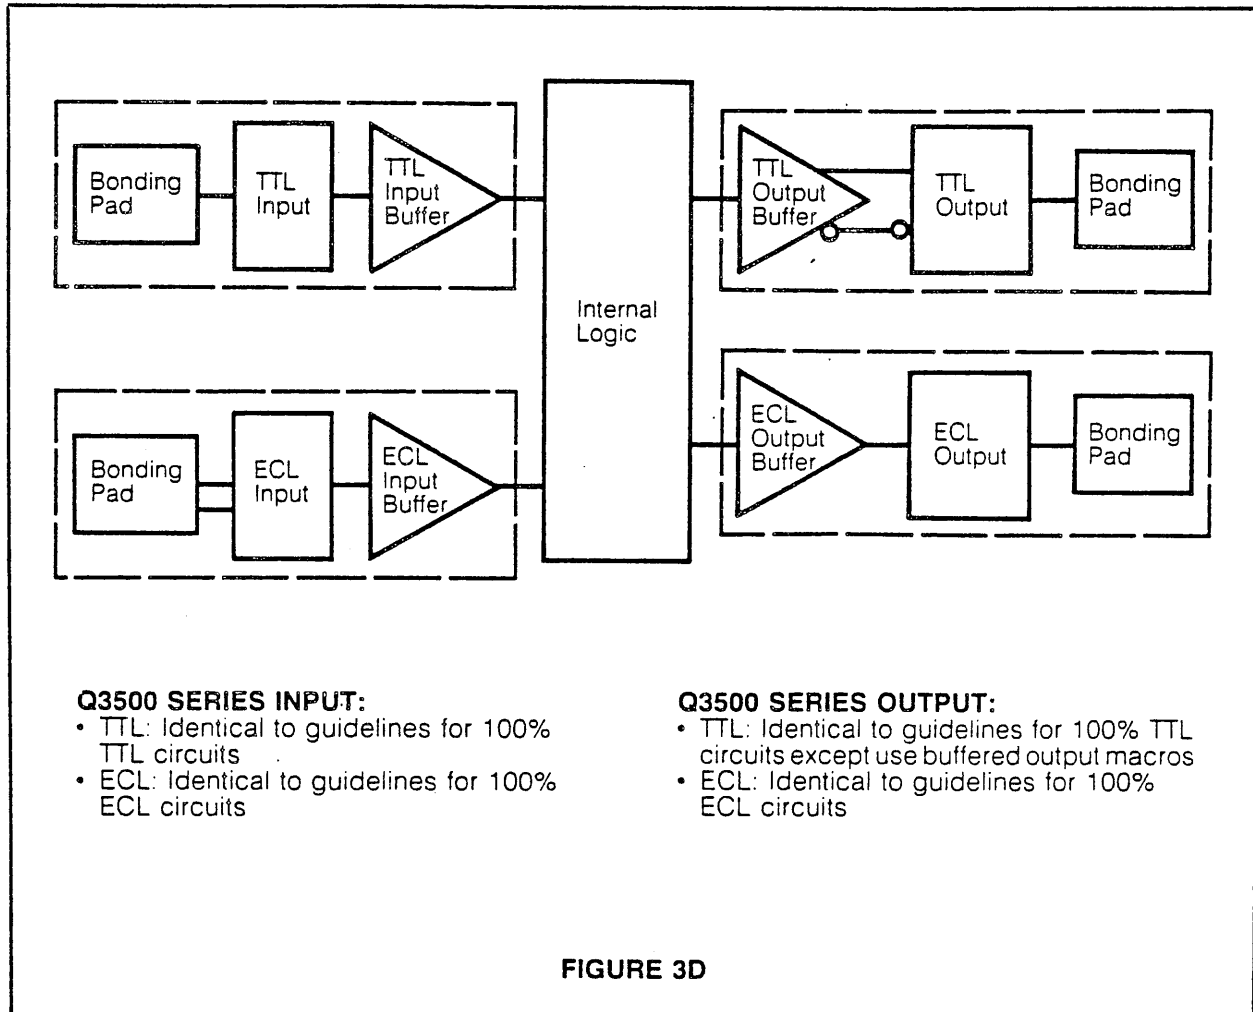 Bonding
Pad
TTL
Input
TTL
Input
Buffer
Internal
Logic
TTL
Output
Buffer
TTL
Output
Bonding
Pad
Bonding
Pad
ECL
Input
ECL
Input
Buffer
ECL
Output
Buffer
ECL
Output
Bonding
Pad
Q3500 SERIES INPUT:
• TTL: Identical to guidelines for 100%
TTL circuits
• ECL: Identical to guidelines for 100%
ECL circuits
Q3500 SERIES OUTPUT:
• TTL: Identical to guidelines for 100% TTL
circuits except use buffered output macros
• ECL: Identical to guidelines for 100%
ECL circuits
FIGURE 3D